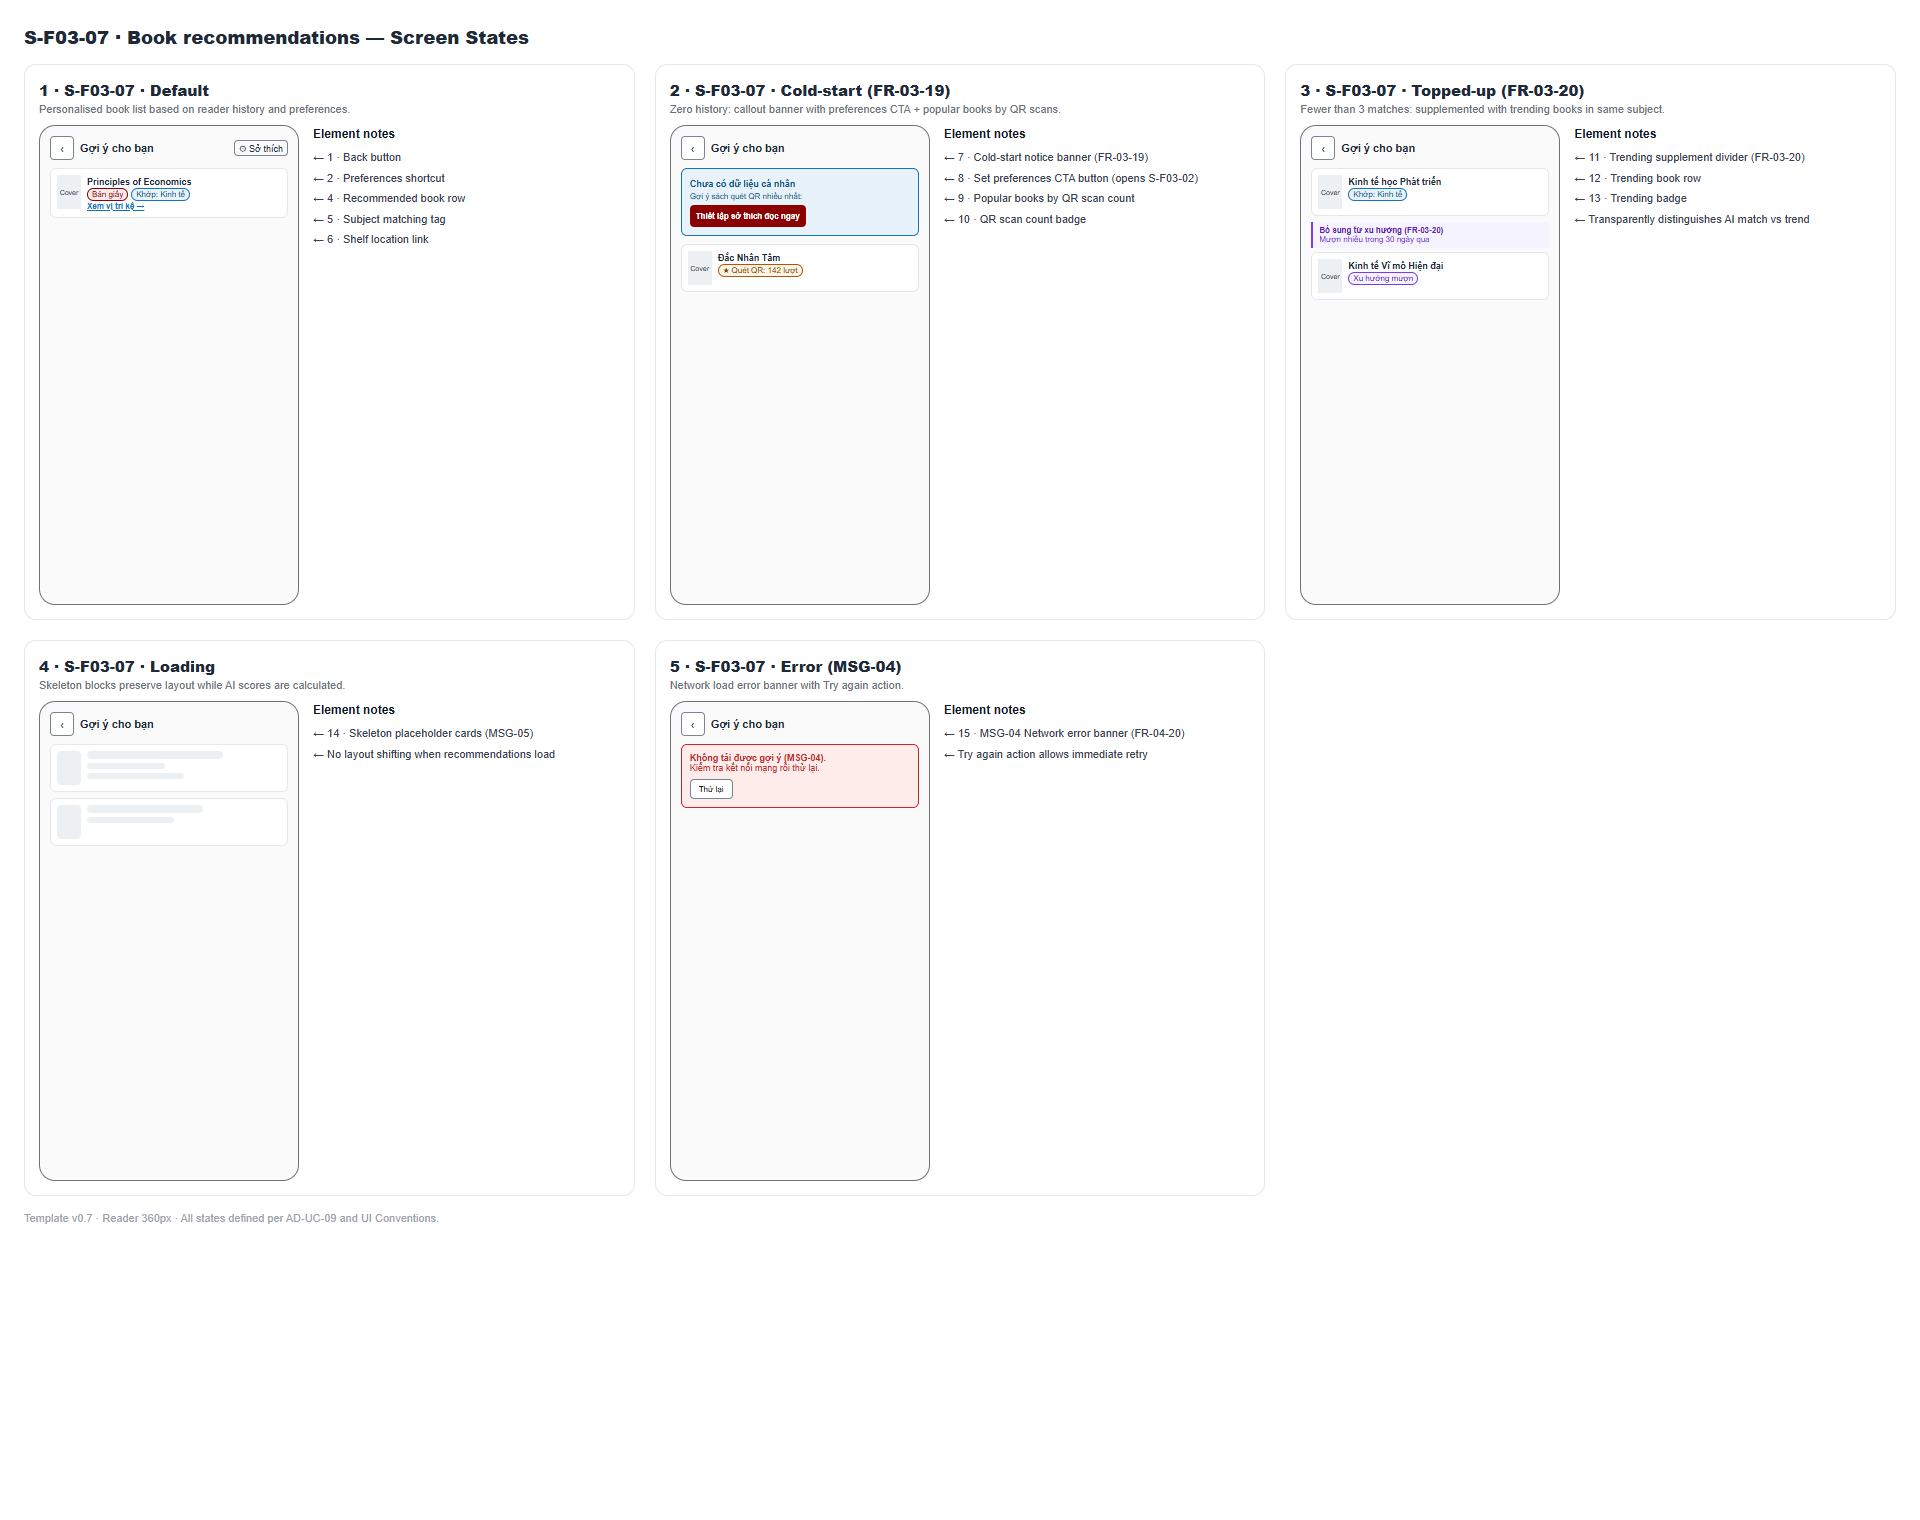 S-F03-07 · Book recommendations — Screen States
1 · S-F03-07 · Default
Personalised book list based on reader history and preferences.
‹
Gợi ý cho bạn
⊙ Sở thích
Cover
Principles of Economics
Bản giấy
Khớp: Kinh tế
Xem vị trí kệ →
Element notes
← 1 · Back button
← 2 · Preferences shortcut
← 4 · Recommended book row
← 5 · Subject matching tag
← 6 · Shelf location link
2 · S-F03-07 · Cold-start (FR-03-19)
Zero history: callout banner with preferences CTA + popular books by QR scans.
‹
Gợi ý cho bạn
Chưa có dữ liệu cá nhân
Gợi ý sách quét QR nhiều nhất:
Thiết lập sở thích đọc ngay
Cover
Đắc Nhân Tâm
★ Quét QR: 142 lượt
Element notes
← 7 · Cold-start notice banner (FR-03-19)
← 8 · Set preferences CTA button (opens S-F03-02)
← 9 · Popular books by QR scan count
← 10 · QR scan count badge
3 · S-F03-07 · Topped-up (FR-03-20)
Fewer than 3 matches: supplemented with trending books in same subject.
‹
Gợi ý cho bạn
Cover
Kinh tế học Phát triển
Khớp: Kinh tế
Bổ sung từ xu hướng (FR-03-20)
Mượn nhiều trong 30 ngày qua
Cover
Kinh tế Vĩ mô Hiện đại
Xu hướng mượn
Element notes
← 11 · Trending supplement divider (FR-03-20)
← 12 · Trending book row
← 13 · Trending badge
← Transparently distinguishes AI match vs trend
4 · S-F03-07 · Loading
Skeleton blocks preserve layout while AI scores are calculated.
‹
Gợi ý cho bạn
Element notes
← 14 · Skeleton placeholder cards (MSG-05)
← No layout shifting when recommendations load
5 · S-F03-07 · Error (MSG-04)
Network load error banner with Try again action.
‹
Gợi ý cho bạn
Không tải được gợi ý (MSG-04).
Kiểm tra kết nối mạng rồi thử lại.
Thử lại
Element notes
← 15 · MSG-04 Network error banner (FR-04-20)
← Try again action allows immediate retry
Template v0.7 · Reader 360px · All states defined per AD-UC-09 and UI Conventions.